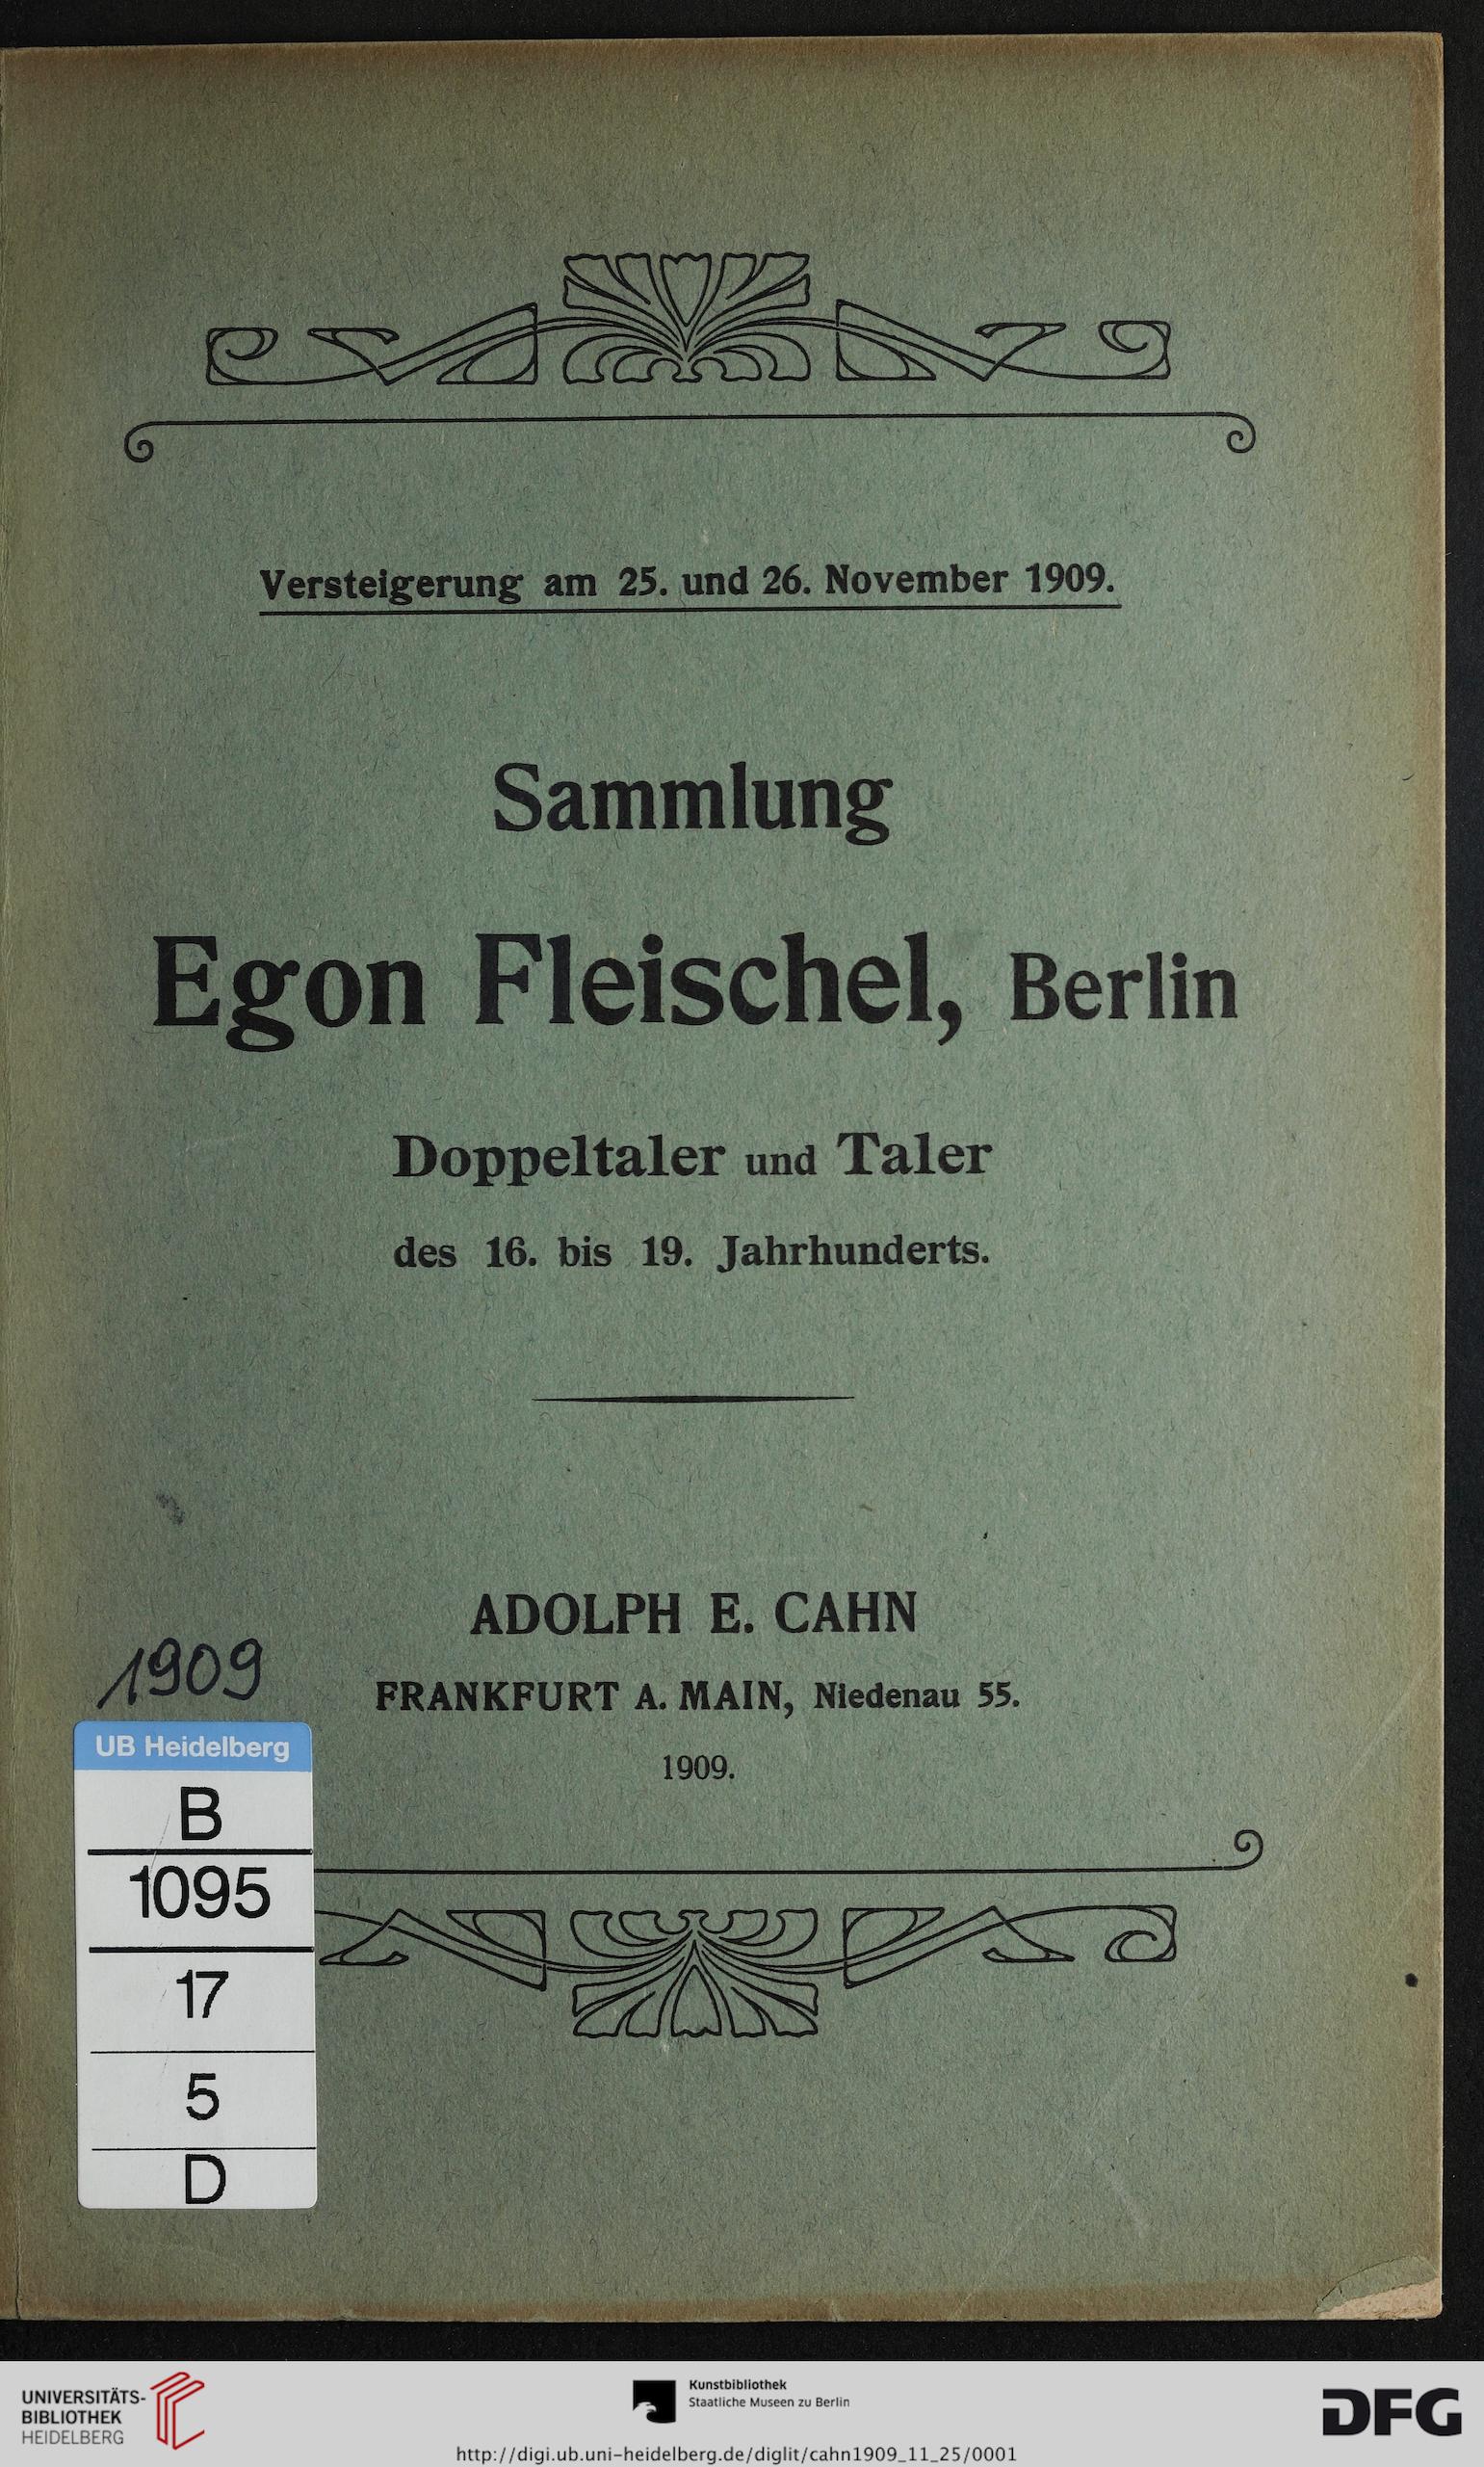 Versteigerung am 25. und 26. November 1909.
Sammlung
Egon Fleischel, Berlin
Doppeltaler und Taler
des 16. bis 19. Jahrhunderts.
ADOLPH E. CAHN
FRANKFURT A. MAIN, Niedenau 55.
1909.
1909
UB Heidelberg
B
1095
17
5
D
UNIVERSITÄTS-
BIBLIOTHEK
HEIDELBERG
Kunstbibliothek
Staatliche Museen zu Berlin
DFG
http://digi.ub.uni-heidelberg.de/diglit/cahn1909_11_25/0001